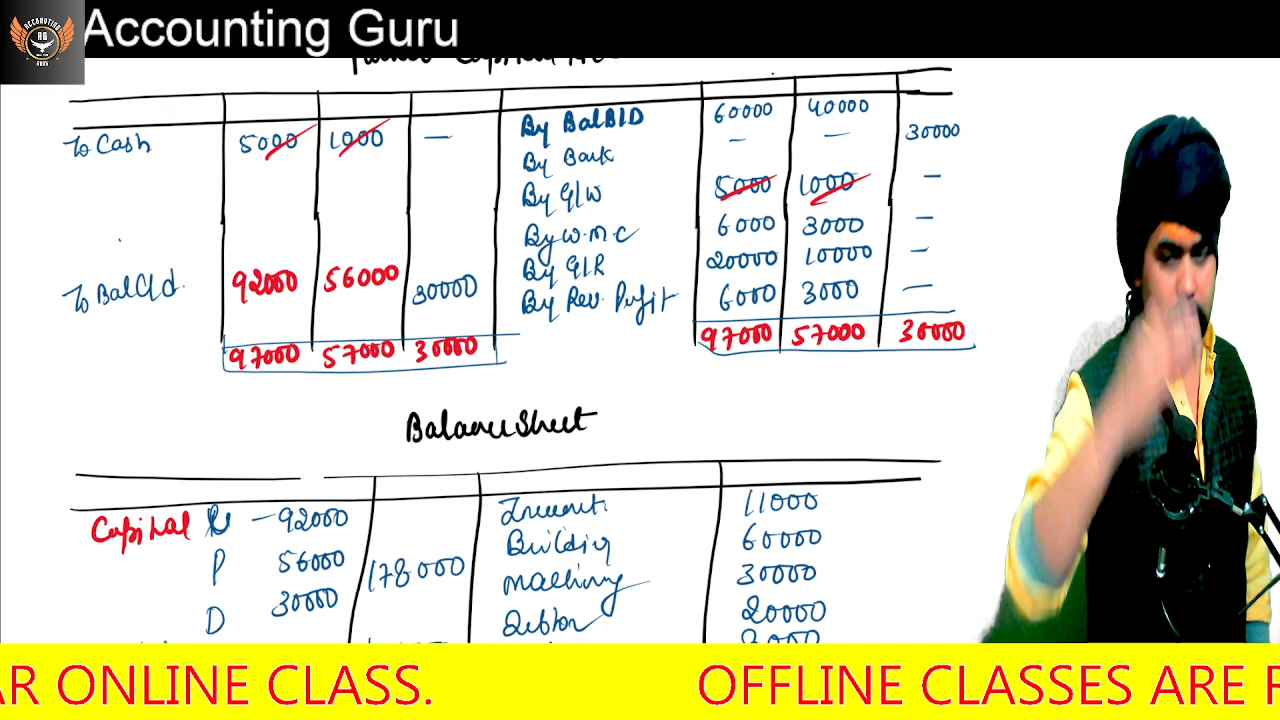 ACCOUNTING
AG
GURU
Accounting Guru
By Bal B/D 60000 40000
To Cash 5000 1000 — — — 30000
By Bank
By G/W 5000 1000 —
By W.M.C 6000 3000 —
By G/R 20000 10000 —
To Bal C/d. 92000 56000 30000 By Rev. Profit 6000 3000 —
97000 57000 30000 97000 57000 30000
Balance Sheet
Capital R – 92000 11000
P 56000 178000 Building 60000
D 30000 Machinery 30000
Debtor 20000
AR ONLINE CLASS. OFFLINE CLASSES ARE R